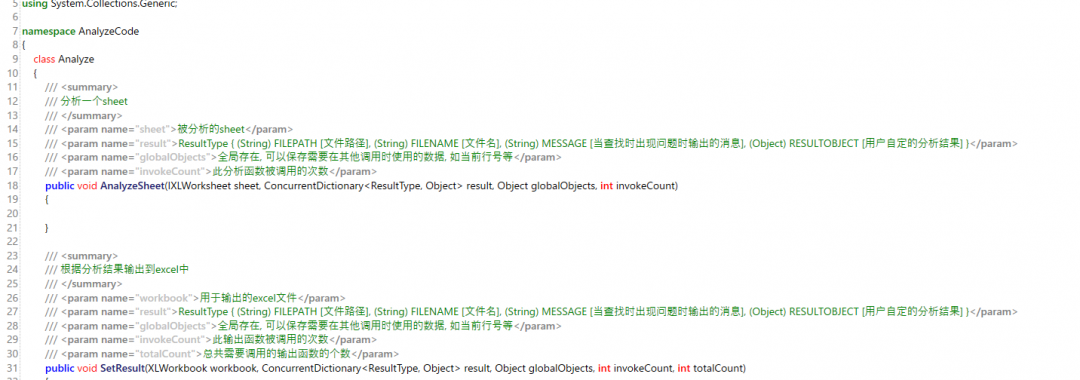 5 using System.Collections.Generic;
6
7 namespace AnalyzeCode
8 {
9 class Analyze
10 {
11 /// <summary>
12 /// 分析一个sheet
13 /// </summary>
14 /// <param name="sheet">被分析的sheet</param>
15 /// <param name="result">ResultType { (String) FILEPATH [文件路径], (String) FILENAME [文件名], (String) MESSAGE [当查找时出现问题时输出的消息], (Object) RESULTOBJECT [用户自定的分析结果] }</param>
16 /// <param name="globalObjects">全局存在, 可以保存需要在其他调用时使用的数据, 如当前行号等</param>
17 /// <param name="invokeCount">此分析函数被调用的次数</param>
18 public void AnalyzeSheet(IXLWorksheet sheet, ConcurrentDictionary<ResultType, Object> result, Object globalObjects, int invokeCount)
19 {
20
21 }
22
23 /// <summary>
24 /// 根据分析结果输出到excel中
25 /// </summary>
26 /// <param name="workbook">用于输出的excel文件</param>
27 /// <param name="result">ResultType { (String) FILEPATH [文件路径], (String) FILENAME [文件名], (String) MESSAGE [当查找时出现问题时输出的消息], (Object) RESULTOBJECT [用户自定的分析结果] }</param>
28 /// <param name="globalObjects">全局存在, 可以保存需要在其他调用时使用的数据, 如当前行号等</param>
29 /// <param name="invokeCount">此输出函数被调用的次数</param>
30 /// <param name="totalCount">总共需要调用的输出函数的个数</param>
31 public void SetResult(XLWorkbook workbook, ConcurrentDictionary<ResultType, Object> result, Object globalObjects, int invokeCount, int totalCount)